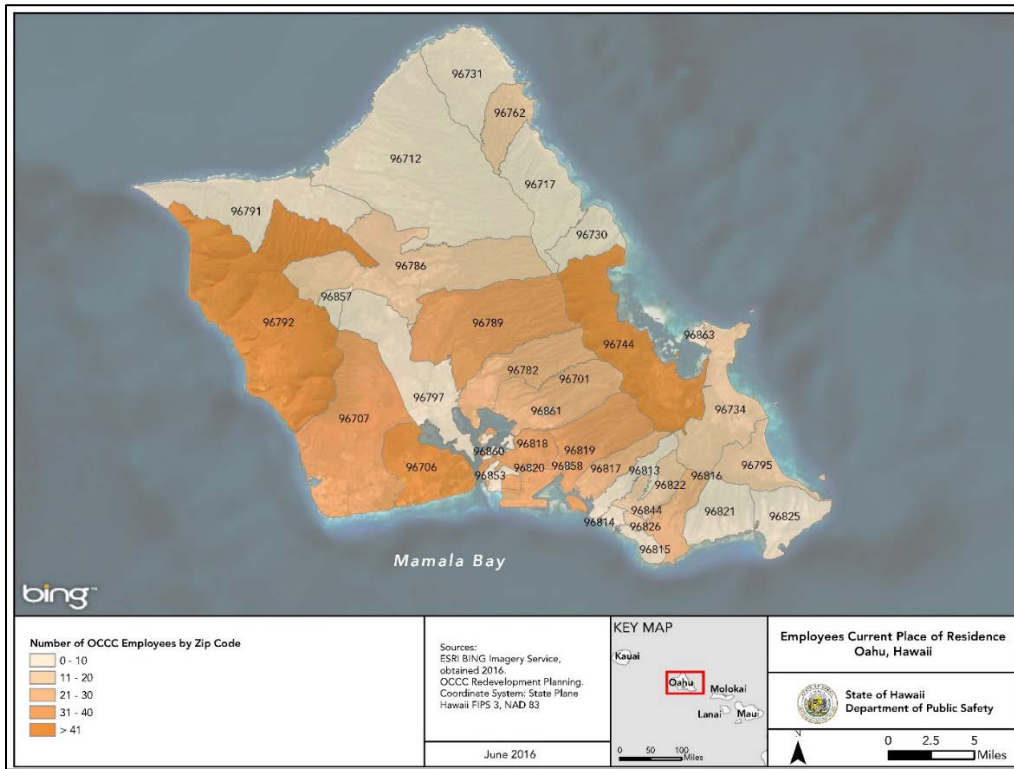 96731
96762
96712
96717
96791
96730
96786
96857
96792
96789
96744
96863
96782
96701
96797
96734
96707
96861
96860
96818
96819
96706
96853
96820
96858
96817
96813
96816
96795
96822
96844
96821
96825
96814
96826
96815
Mamala Bay
bing™
Number of OCCC Employees by Zip Code
0 - 10
11 - 20
21 - 30
31 - 40
> 41
Sources:
ESRI BING Imagery Service,
obtained 2016.
OCCC Redevelopment Planning.
Coordinate System: State Plane
Hawaii FIPS 3, NAD 83
June 2016
KEY MAP
Kauai
Oahu
Molokai
Lanai
Maui
0 50 100
Miles
Employees Current Place of Residence
Oahu, Hawaii
State of Hawaii
Department of Public Safety
N
0 2.5 5
Miles